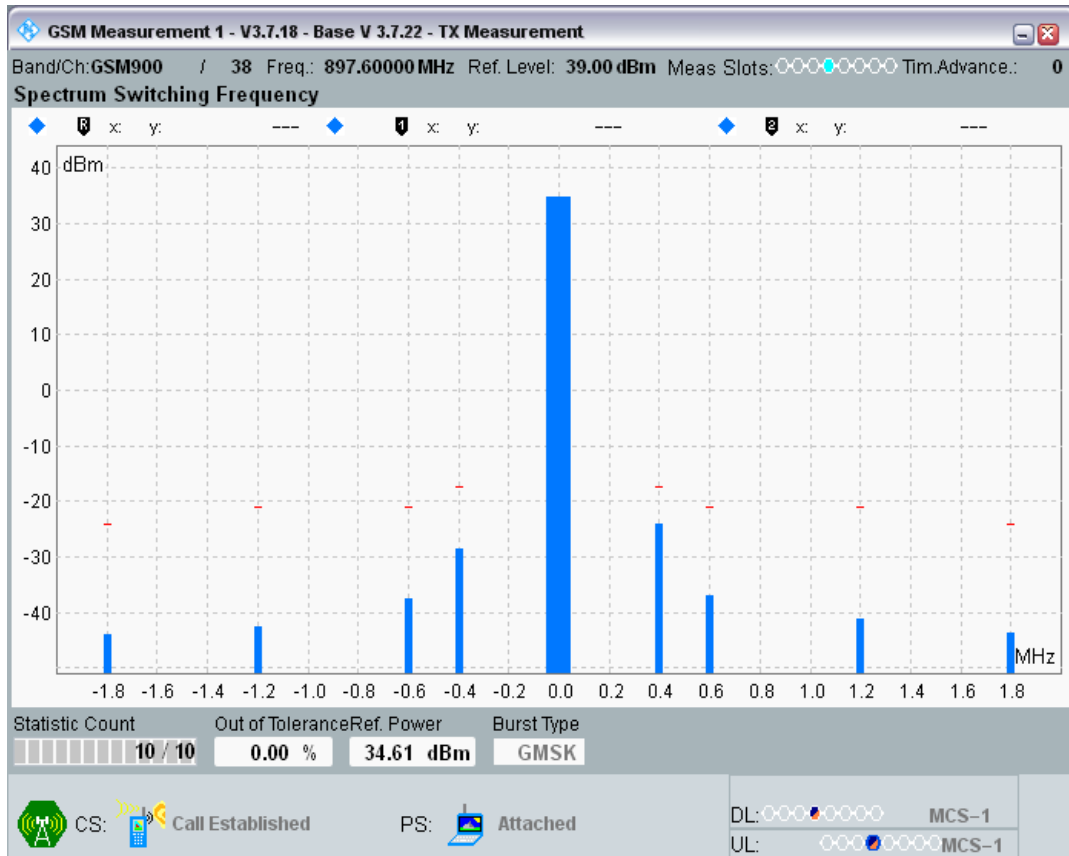 GSM Measurement 1 - V3.7.18 - Base V 3.7.22 - TX Measurement
Band/Ch:GSM900 / 38 Freq.: 897.60000 MHz Ref. Level: 39.00 dBm Meas Slots: Tim.Advance.: 0
Spectrum Switching Frequency
R x: y: --- 1 x: y: --- 2 x: y: ---
dBm
40
30
20
10
0
-10
-20
-30
-40
MHz
-1.8 -1.6 -1.4 -1.2 -1.0 -0.8 -0.6 -0.4 -0.2 0.0 0.2 0.4 0.6 0.8 1.0 1.2 1.4 1.6 1.8
Statistic Count Out of Tolerance Ref. Power Burst Type
10 / 10 0.00 % 34.61 dBm GMSK
CS: Call Established PS: Attached
DL: MCS-1
UL: MCS-1